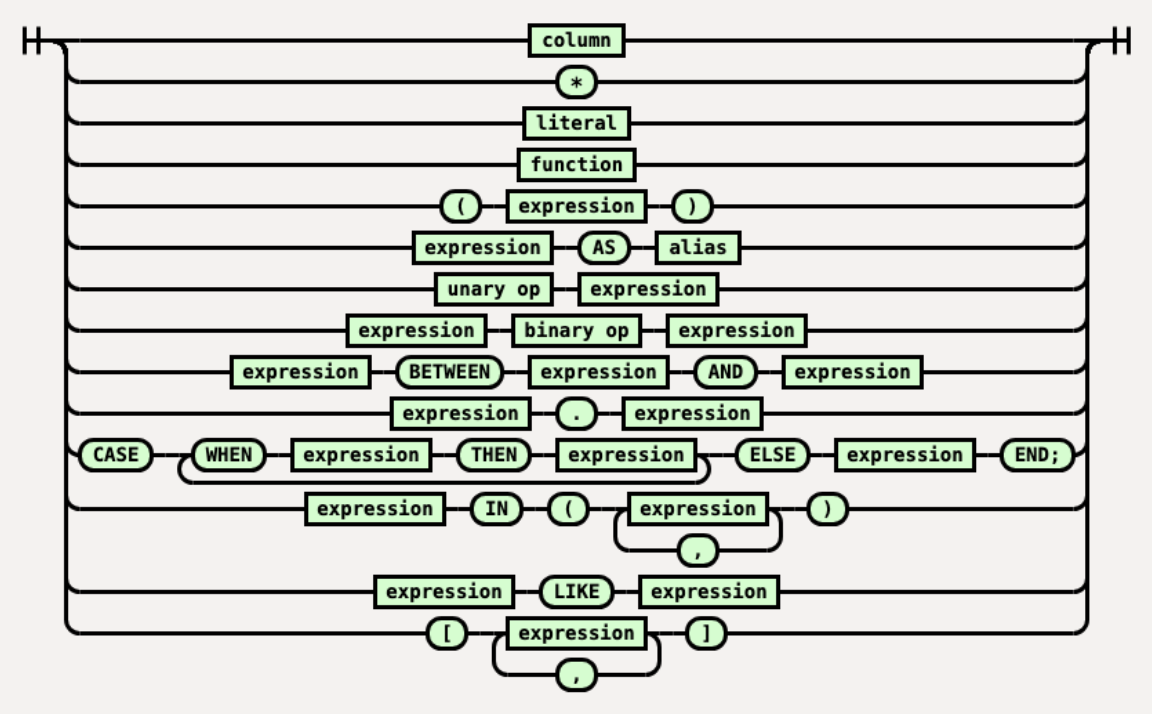 column
*
literal
function
( expression )
expression AS alias
unary op expression
expression binary op expression
expression BETWEEN expression AND expression
expression . expression
CASE WHEN expression THEN expression ELSE expression END;
expression IN ( expression )
,
expression LIKE expression
[ expression ]
,